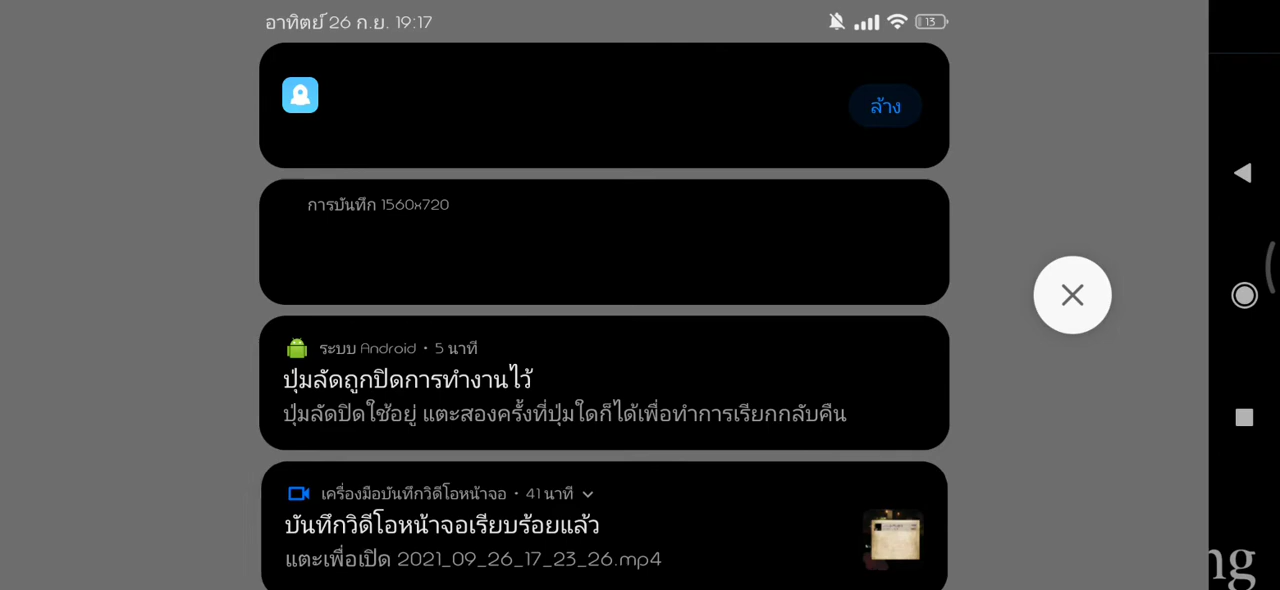 อาทิตย์ 26 ก.ย. 19:17
13
ล้าง
การบันทึก 1560x720
ระบบ Android • 5 นาที
ปุ่มลัดถูกปิดการทำงานไว้
ปุ่มลัดปิดใช้อยู่ แตะสองครั้งที่ปุ่มใดก็ได้เพื่อทำการเรียกกลับคืน
เครื่องมือบันทึกวิดีโอหน้าจอ • 41 นาที
บันทึกวิดีโอหน้าจอเรียบร้อยแล้ว
แตะเพื่อเปิด 2021_09_26_17_23_26.mp4
ng